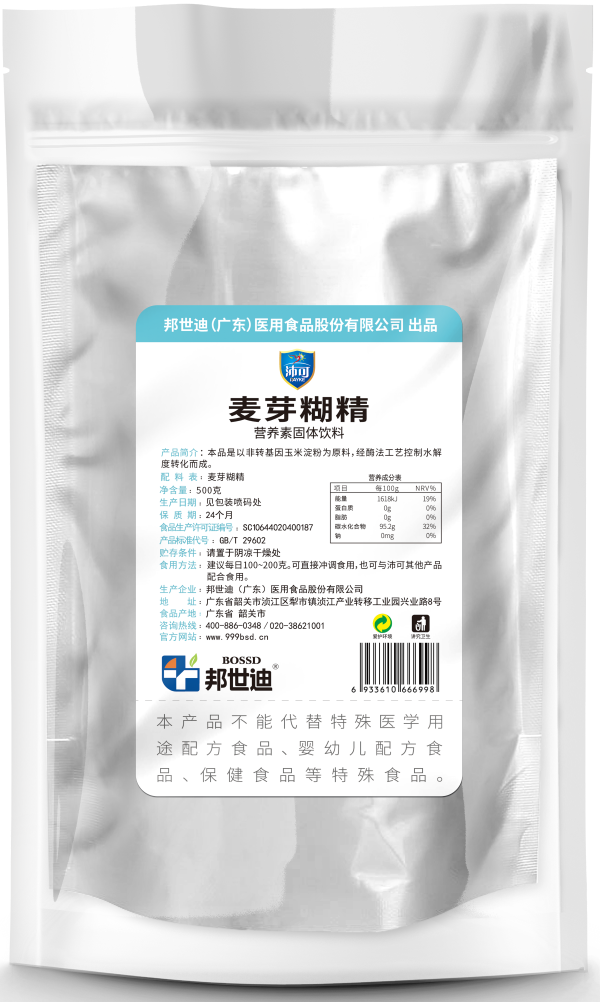 邦世迪(广东)医用食品股份有限公司 出品
沛可
麦芽糊精
营养素固体饮料
产品简介：本品是以非转基因玉米淀粉为原料,经酶法工艺控制水解
度转化而成。
配 料 表：麦芽糊精
净含量：500克
生产日期：见包装喷码处
保 质 期：24个月
食品生产许可证编号：SC10644020400187
产品标准代号：GB/T 29602
贮存条件：请置于阴凉干燥处
营养成分表
项目 每100g NRV%
能量 1618kJ 19%
蛋白质 0g 0%
脂肪 0g 0%
碳水化合物 95.2g 32%
钠 0mg 0%
食用方法：建议每日100~200克。可直接冲调食用,也可与沛可其他产品
配合食用。
生产企业：邦世迪（广东）医用食品股份有限公司
地 址：广东省韶关市浈江区犁市镇浈江产业转移工业园兴业路8号
食品产地：广东省 韶关市
咨询热线：400-886-0348/020-38621001
官方网站：www.999bsd.cn
爱护环境 讲究卫生
BOSSD
邦世迪®
6 933610 666998
本产品不能代替特殊医学用
途配方食品、婴幼儿配方食
品、保健食品等特殊食品。